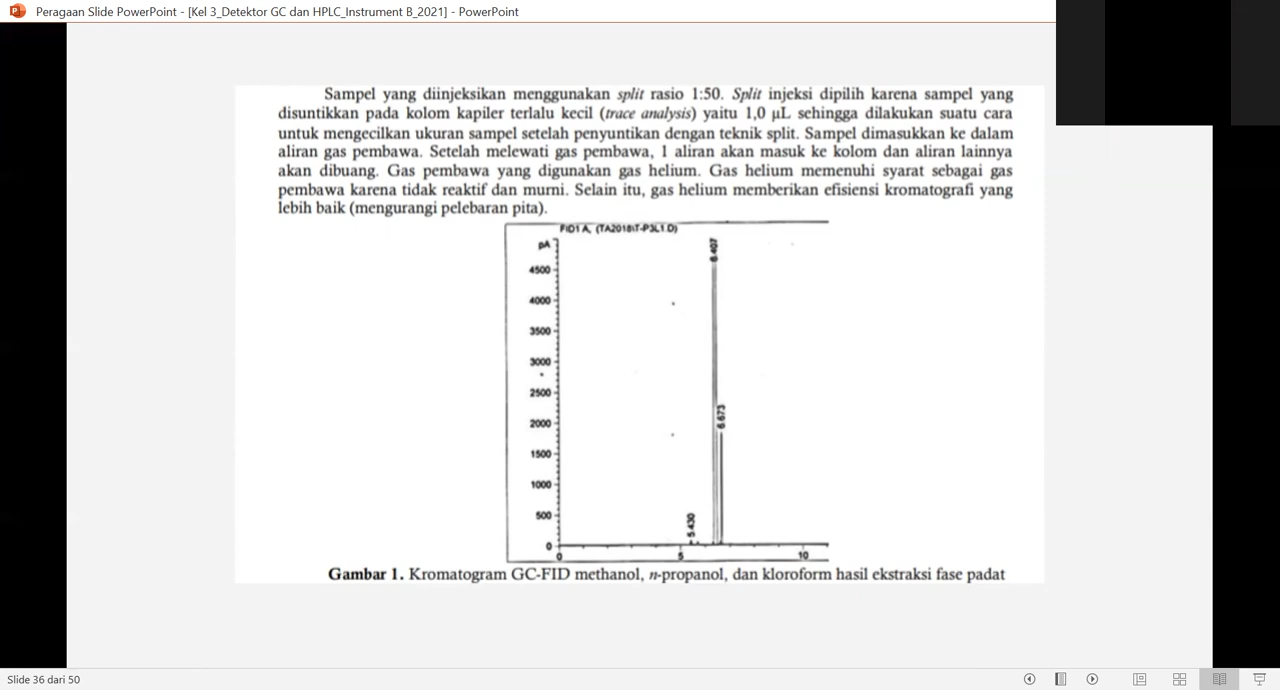 Peragaan Slide PowerPoint - [Kel 3_Detektor GC dan HPLC_Instrument B_2021] - PowerPoint
Sampel yang diinjeksikan menggunakan split rasio 1:50. Split injeksi dipilih karena sampel yang
disuntikkan pada kolom kapiler terlalu kecil (trace analysis) yaitu 1,0 µL sehingga dilakukan suatu cara
untuk mengecilkan ukuran sampel setelah penyuntikan dengan teknik split. Sampel dimasukkan ke dalam
aliran gas pembawa. Setelah melewati gas pembawa, 1 aliran akan masuk ke kolom dan aliran lainnya
akan dibuang. Gas pembawa yang digunakan gas helium. Gas helium memenuhi syarat sebagai gas
pembawa karena tidak reaktif dan murni. Selain itu, gas helium memberikan efisiensi kromatografi yang
lebih baik (mengurangi pelebaran pita).
FID1 A, (TA2018\T-P3L1.D)
pA
6.407
4500
4000
3500
3000
2500
6.673
2000
1500
1000
5.430
500
0
0 5 10
Gambar 1. Kromatogram GC-FID methanol, n-propanol, dan kloroform hasil ekstraksi fase padat
Slide 36 dari 50